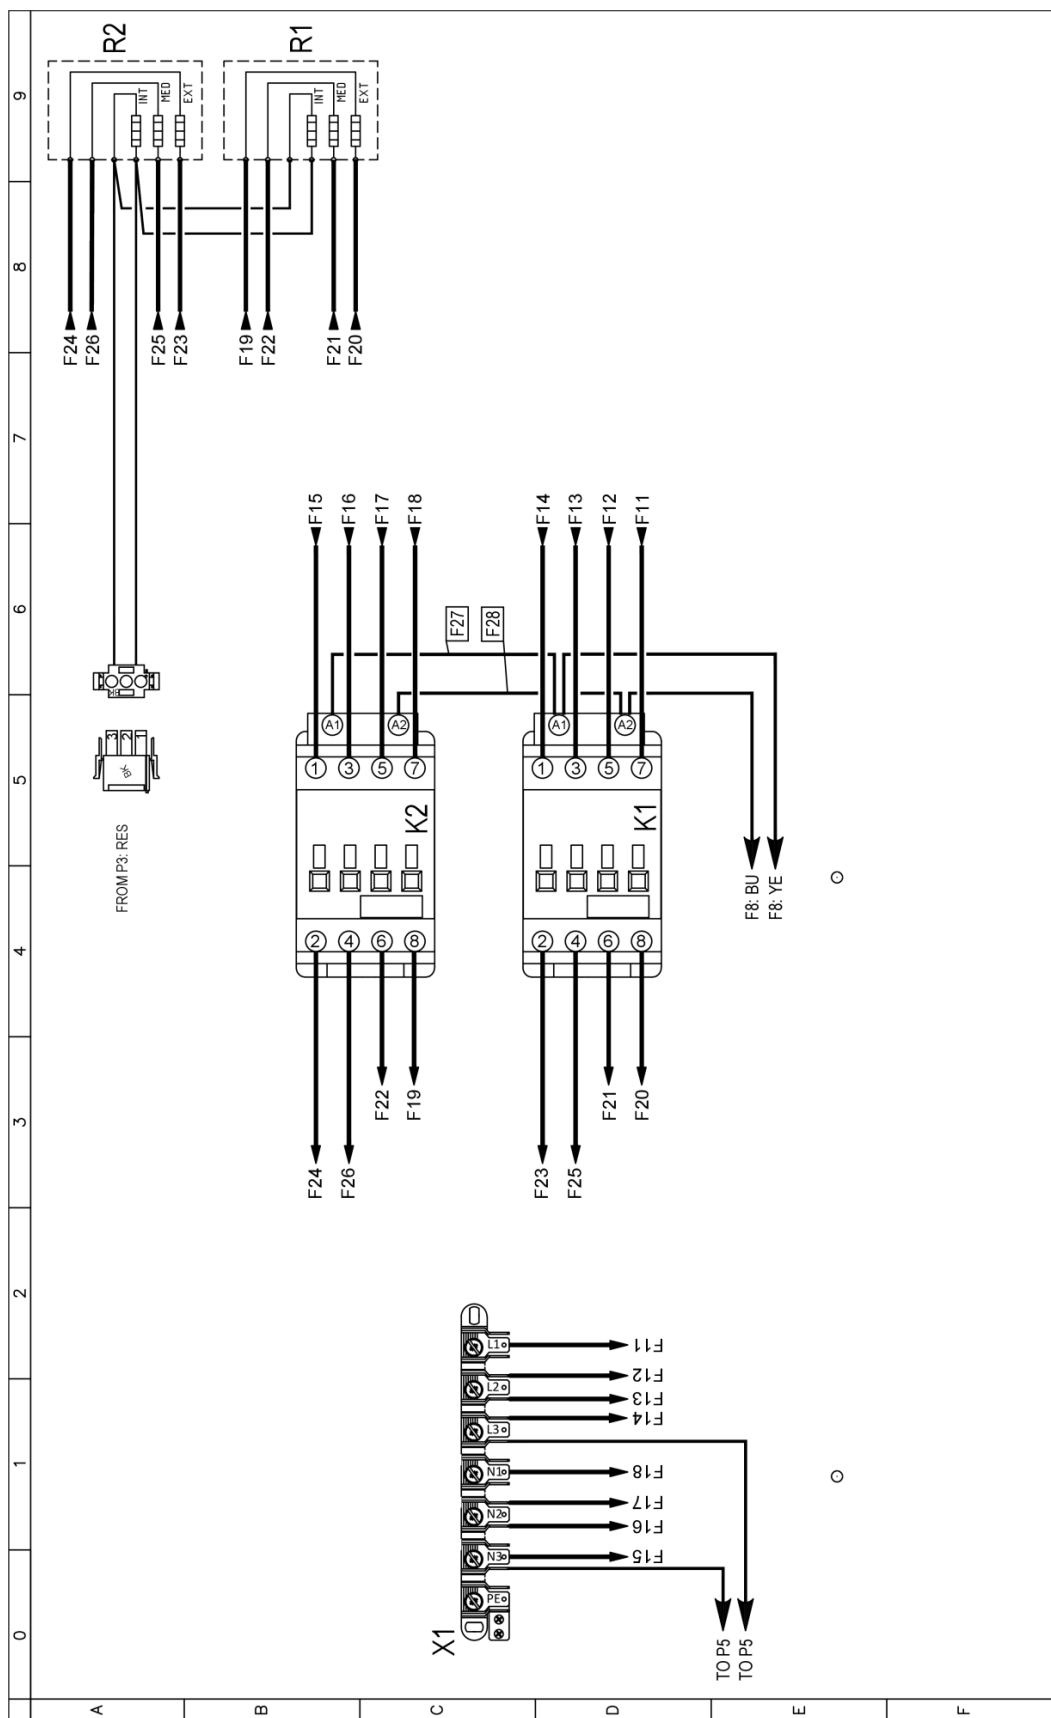 R2
R1
9
INT
MED
EXT
INT
MED
EXT
8
F24
F26
F25
F23
F19
F22
F21
F20
7
F15
F16
F17
F18
F14
F13
F12
F11
6
F27
F28
A1
A2
A1
A2
3
2
1
BK
5
1
3
5
7
1
3
5
7
K2
K1
FROM P3: RES
F8: BU
F8: YE
4
2
4
6
8
2
4
6
8
3
F22
F19
F21
F20
F24
F26
F23
F25
2
L1
F11
L2
F12
F13
L3
F14
1
N1
F18
N2
F17
F16
N3
F15
PE
X1
0
TO P5
TO P5
A
B
C
D
E
F